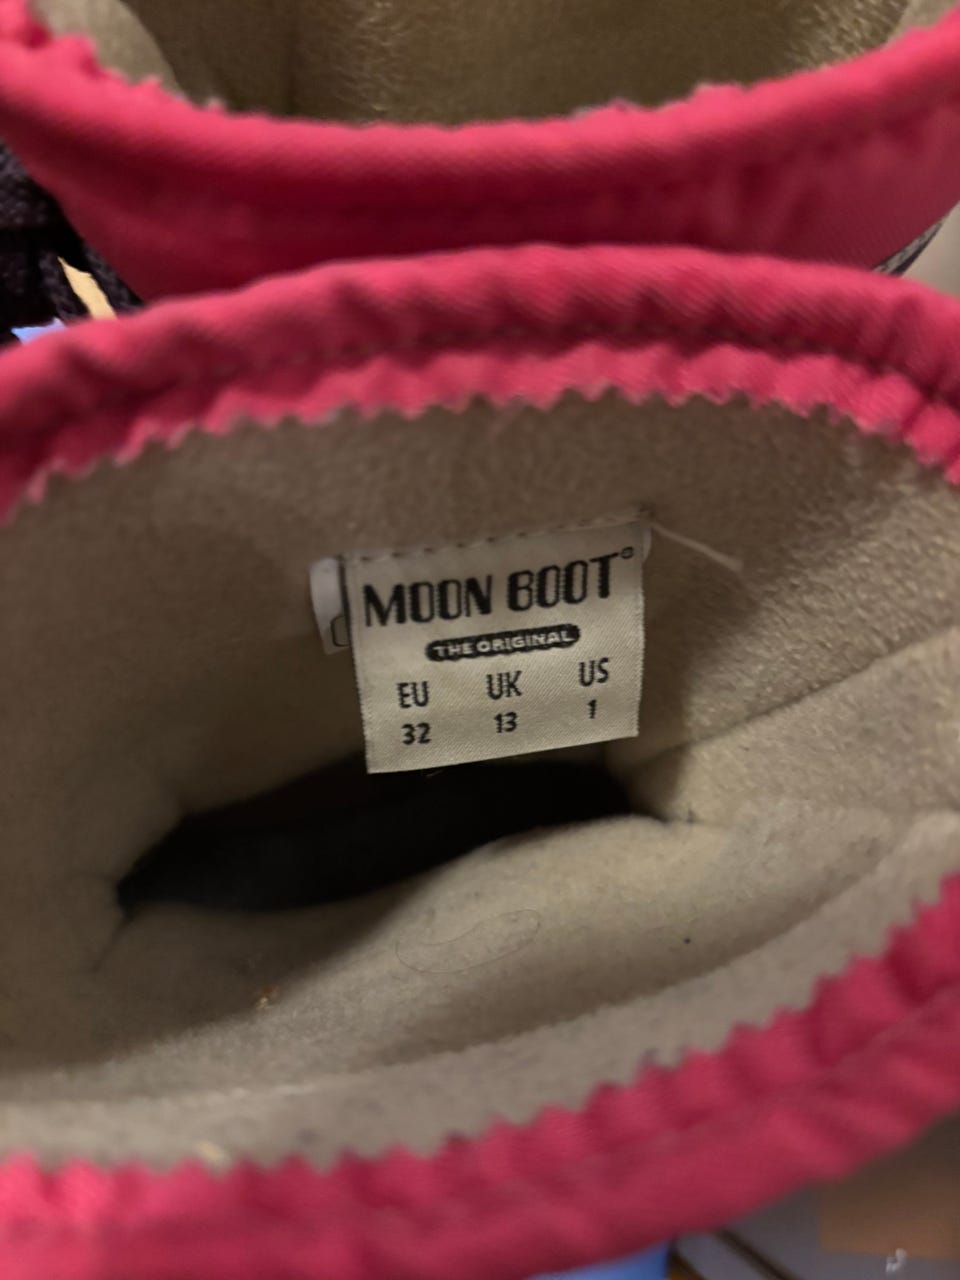 MOON BOOT®
THE ORIGINAL
EU UK US
32 13 1